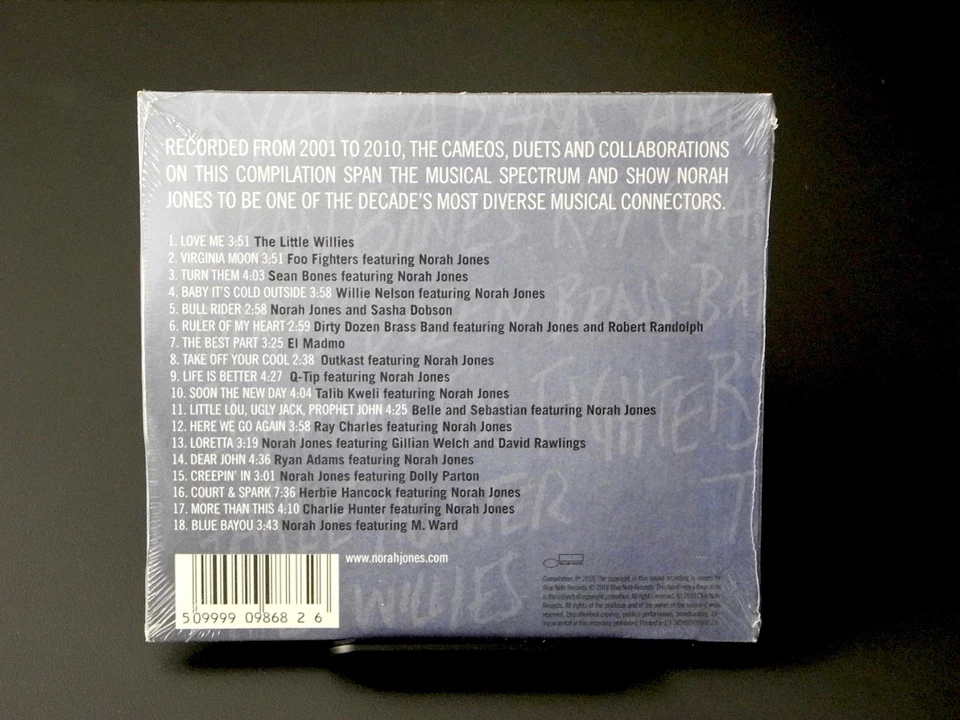 RECORDED FROM 2001 TO 2010, THE CAMEOS, DUETS AND COLLABORATIONS
ON THIS COMPILATION SPAN THE MUSICAL SPECTRUM AND SHOW NORAH
JONES TO BE ONE OF THE DECADE'S MOST DIVERSE MUSICAL CONNECTORS.
1. LOVE ME 3:51 The Little Willies
2. VIRGINIA MOON 3:51 Foo Fighters featuring Norah Jones
3. TURN THEM 4:03 Sean Bones featuring Norah Jones
4. BABY IT'S COLD OUTSIDE 3:58 Willie Nelson featuring Norah Jones
5. BULL RIDER 2:58 Norah Jones and Sasha Dobson
6. RULER OF MY HEART 2:59 Dirty Dozen Brass Band featuring Norah Jones and Robert Randolph
7. THE BEST PART 3:25 El Madmo
8. TAKE OFF YOUR COOL 2:38 Outkast featuring Norah Jones
9. LIFE IS BETTER 4:27 Q-Tip featuring Norah Jones
10. SOON THE NEW DAY 4:04 Talib Kweli featuring Norah Jones
11. LITTLE LOU, UGLY JACK, PROPHET JOHN 4:25 Belle and Sebastian featuring Norah Jones
12. HERE WE GO AGAIN 3:58 Ray Charles featuring Norah Jones
13. LORETTA 3:19 Norah Jones featuring Gillian Welch and David Rawlings
14. DEAR JOHN 4:36 Ryan Adams featuring Norah Jones
15. CREEPIN' IN 3:01 Norah Jones featuring Dolly Parton
16. COURT & SPARK 7:36 Herbie Hancock featuring Norah Jones
17. MORE THAN THIS 4:10 Charlie Hunter featuring Norah Jones
18. BLUE BAYOU 3:43 Norah Jones featuring M. Ward
www.norahjones.com
5 09999 09868 2 6